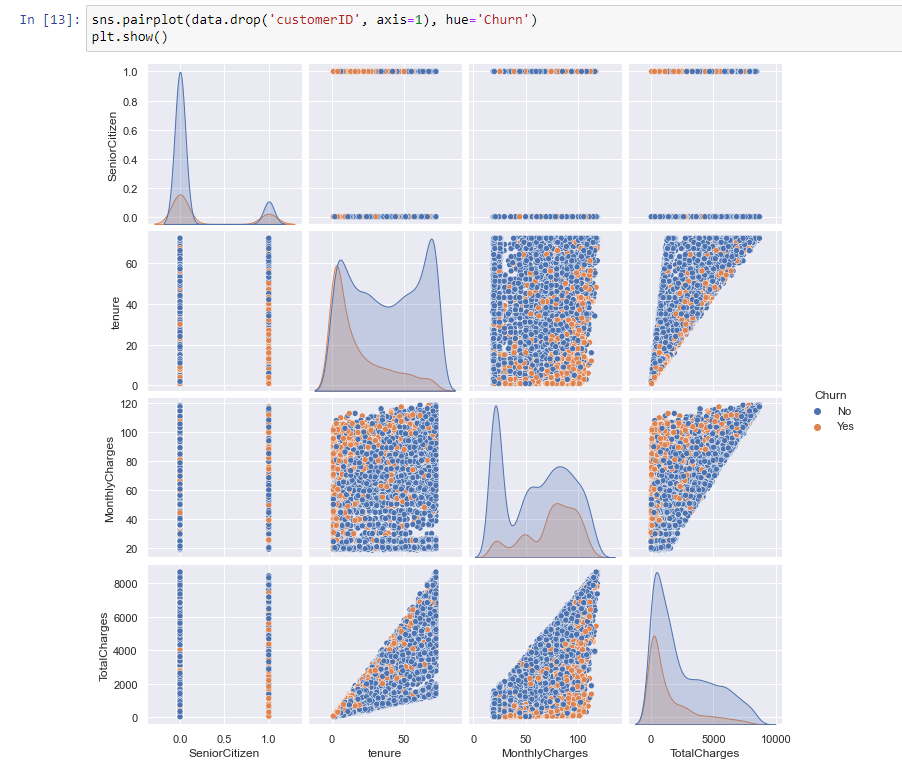 In [13]: sns.pairplot(data.drop('customerID', axis=1), hue='Churn')
plt.show()
1.0
0.8
0.6
0.4
0.2
0.0
SeniorCitizen
60
40
20
0
tenure
120
100
80
60
40
20
MonthlyCharges
Churn
No
Yes
8000
6000
4000
2000
0
TotalCharges
0.0 0.5 1.0 0 50 0 50 100 0 5000 10000
SeniorCitizen tenure MonthlyCharges TotalCharges